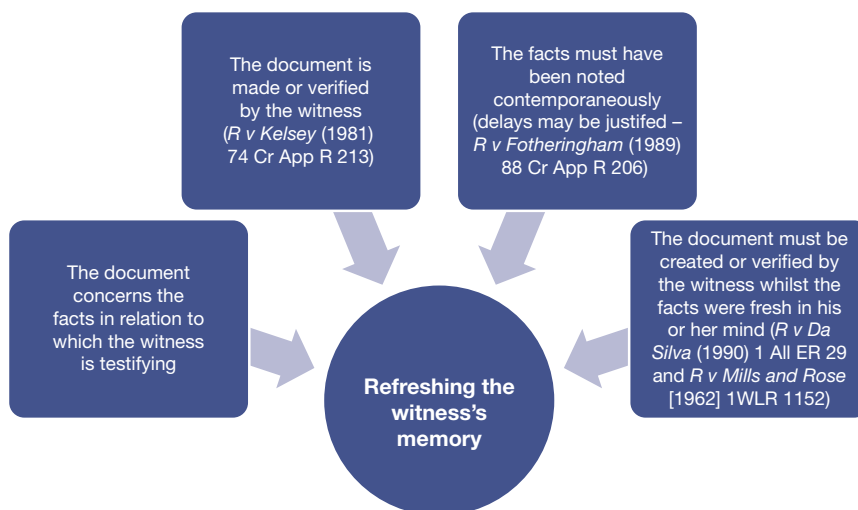 The document
concerns the
facts in relation to
which the witness
is testifying
The document is
made or verified
by the witness
(R v Kelsey (1981)
74 Cr App R 213)
The facts must have
been noted
contemporaneously
(delays may be justifed –
R v Fotheringham (1989)
88 Cr App R 206)
The document must be
created or verified by
the witness whilst the
facts were fresh in his
or her mind (R v Da
Silva (1990) 1 All ER 29
and R v Mills and Rose
[1962] 1WLR 1152)
Refreshing the
witness’s
memory